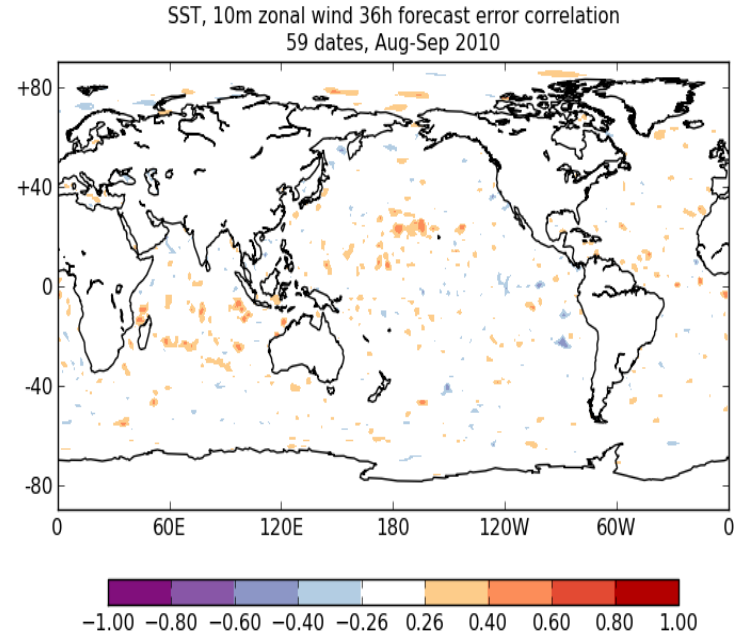 SST, 10m zonal wind 36h forecast error correlation
59 dates, Aug-Sep 2010
+80
+40
0
-40
-80
0 60E 120E 180 120W 60W 0
−1.00 −0.80 −0.60 −0.40 −0.26 0.26 0.40 0.60 0.80 1.00